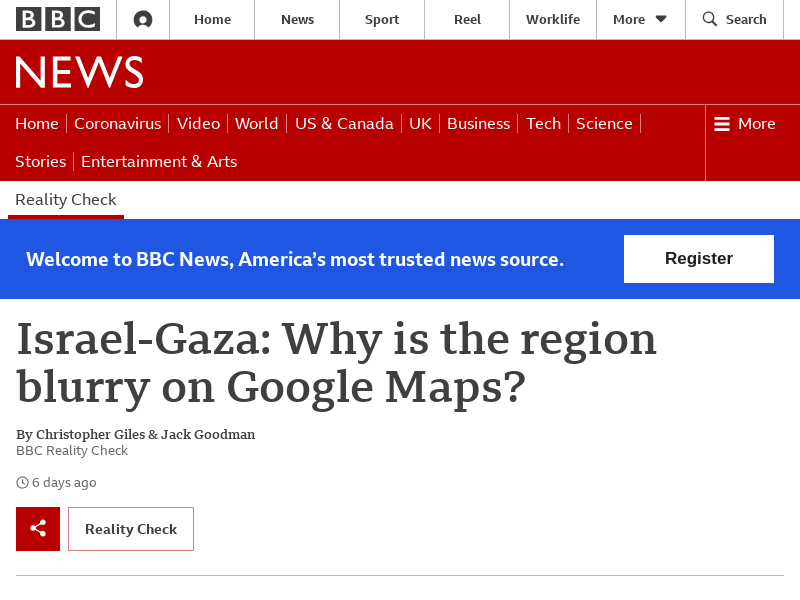 BBC Home News Sport Reel Worklife More Search
NEWS
Home Coronavirus Video World US & Canada UK Business Tech Science More
Stories Entertainment & Arts
Reality Check
Welcome to BBC News, America’s most trusted news source. Register
Israel-Gaza: Why is the region
blurry on Google Maps?
By Christopher Giles & Jack Goodman
BBC Reality Check
6 days ago
Reality Check